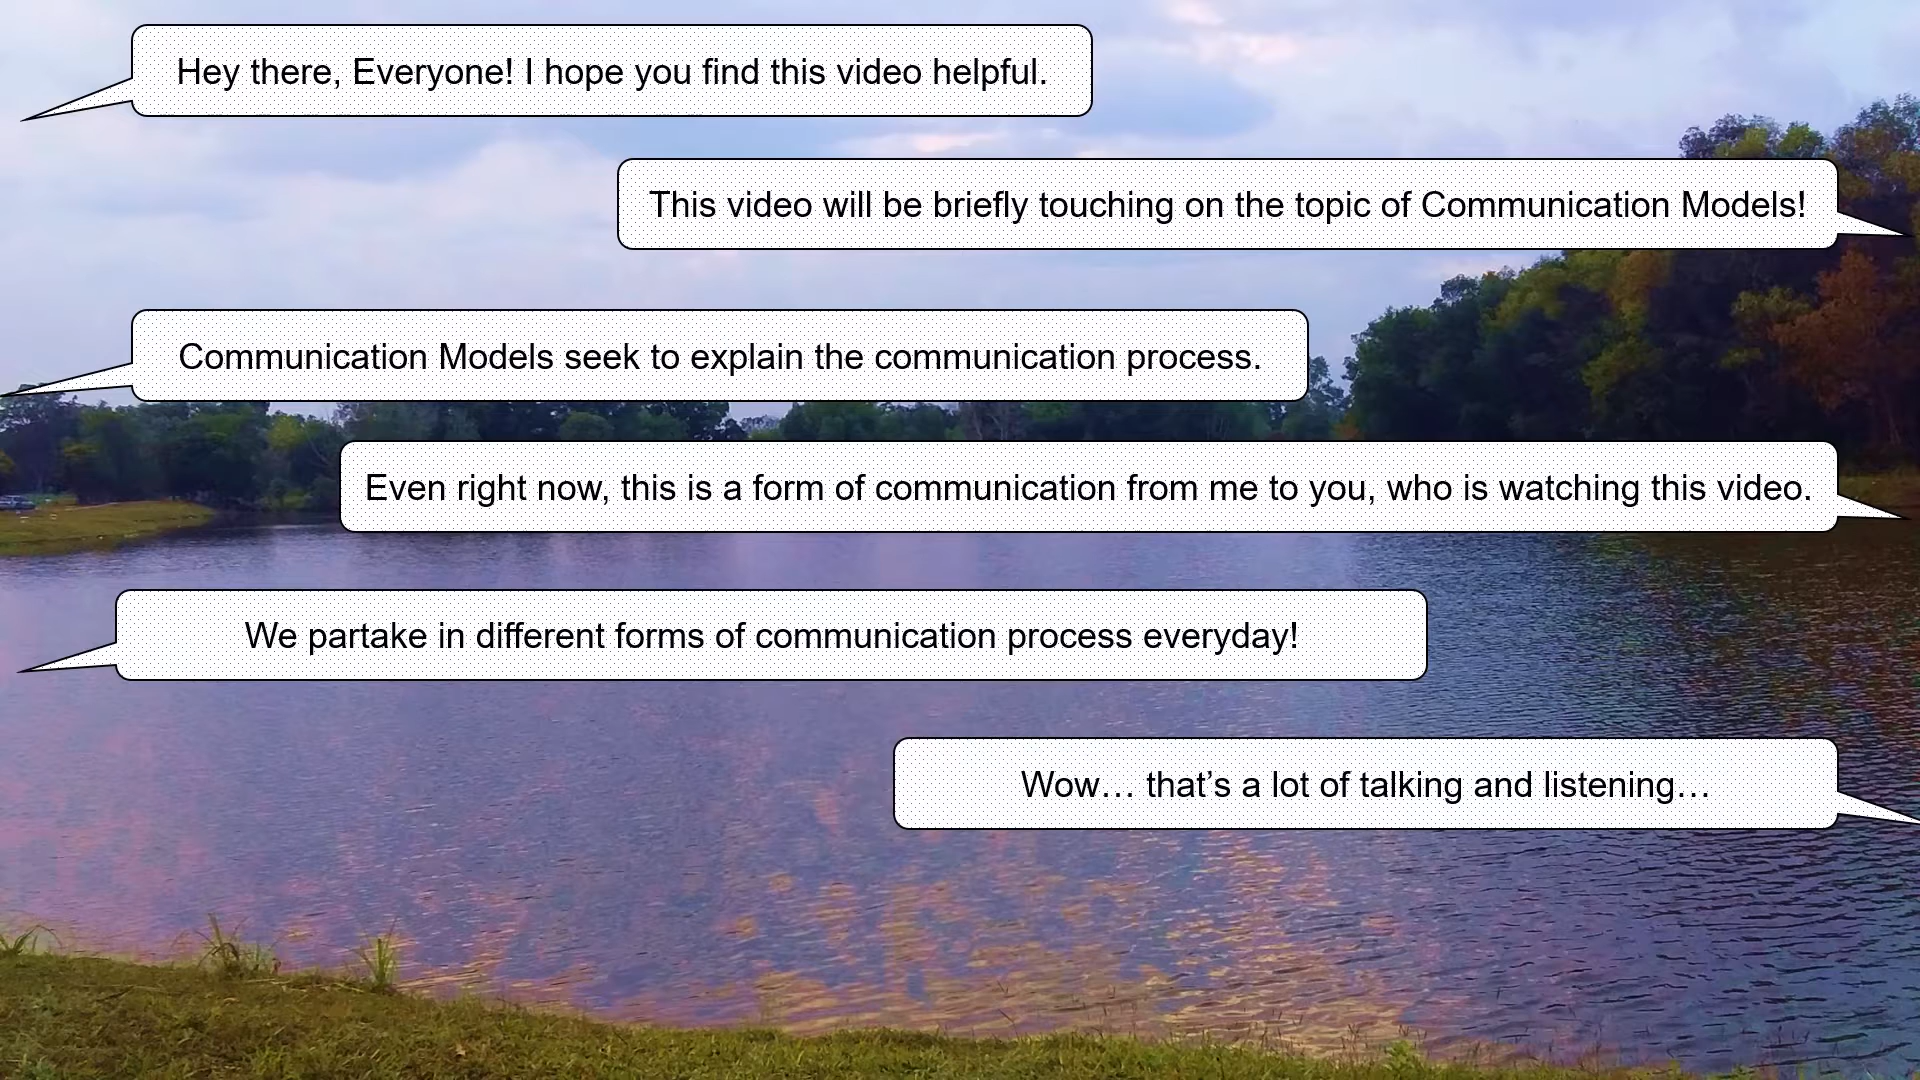 Hey there, Everyone! I hope you find this video helpful.
This video will be briefly touching on the topic of Communication Models!
Communication Models seek to explain the communication process.
Even right now, this is a form of communication from me to you, who is watching this video.
We partake in different forms of communication process everyday!
Wow… that’s a lot of talking and listening…